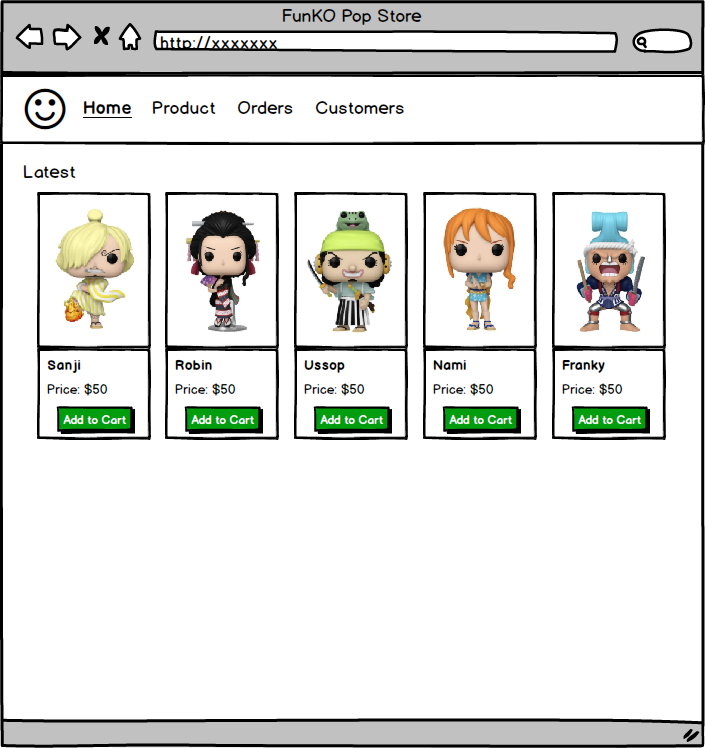 FunKO Pop Store
http://xxxxxxx
Home Product Orders Customers
Latest
Sanji Robin Ussop Nami Franky
Price: $50 Price: $50 Price: $50 Price: $50 Price: $50
Add to Cart Add to Cart Add to Cart Add to Cart Add to Cart